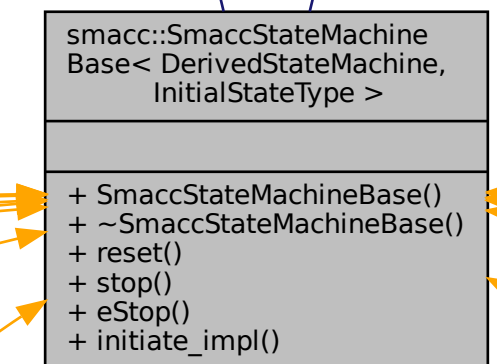 smacc::SmaccStateMachine
Base< DerivedStateMachine,
InitialStateType >
+ SmaccStateMachineBase()
+ ~SmaccStateMachineBase()
+ reset()
+ stop()
+ eStop()
+ initiate_impl()